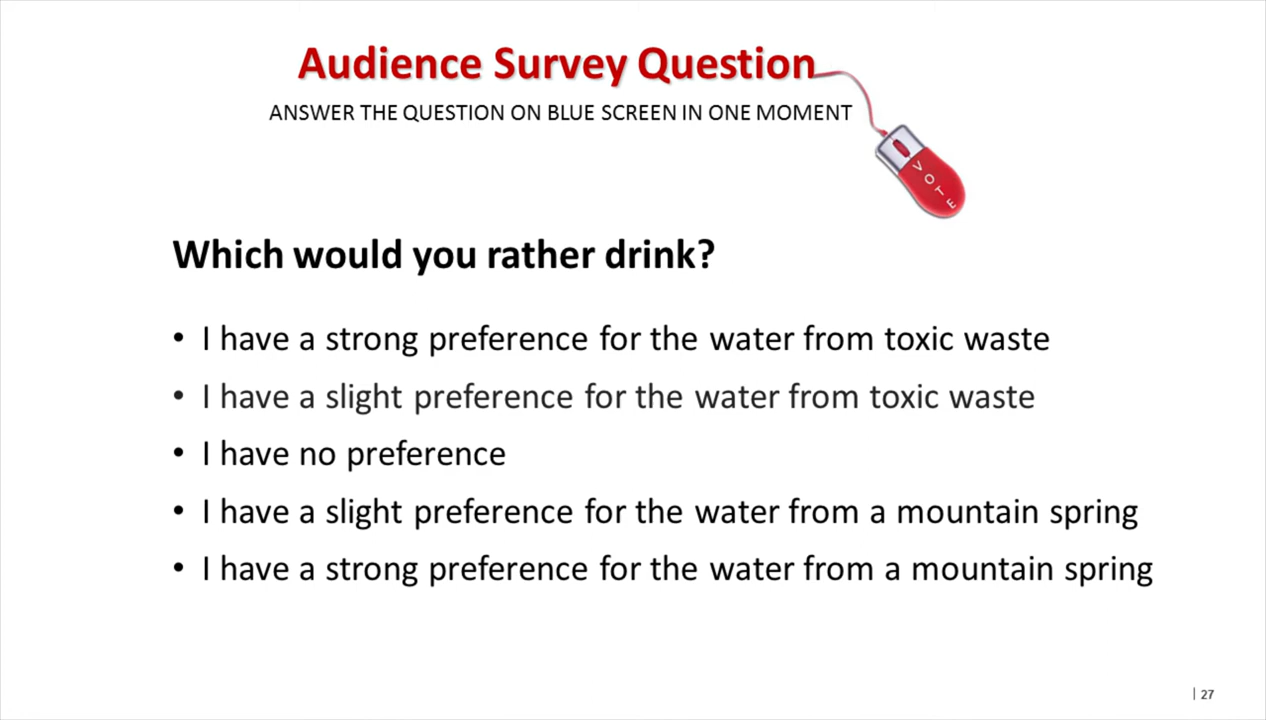 Audience Survey Question
ANSWER THE QUESTION ON BLUE SCREEN IN ONE MOMENT
VOTE
Which would you rather drink?
• I have a strong preference for the water from toxic waste
• I have a slight preference for the water from toxic waste
• I have no preference
• I have a slight preference for the water from a mountain spring
• I have a strong preference for the water from a mountain spring
| 27